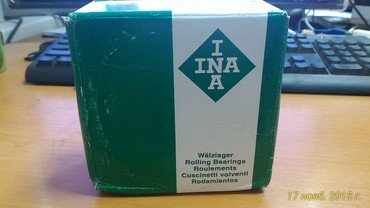 I
INA
A
Wälzlager
Rolling Bearings
Roulements
Cuscinetti volventi
Rodamientos
17 нояб. 2015 г.